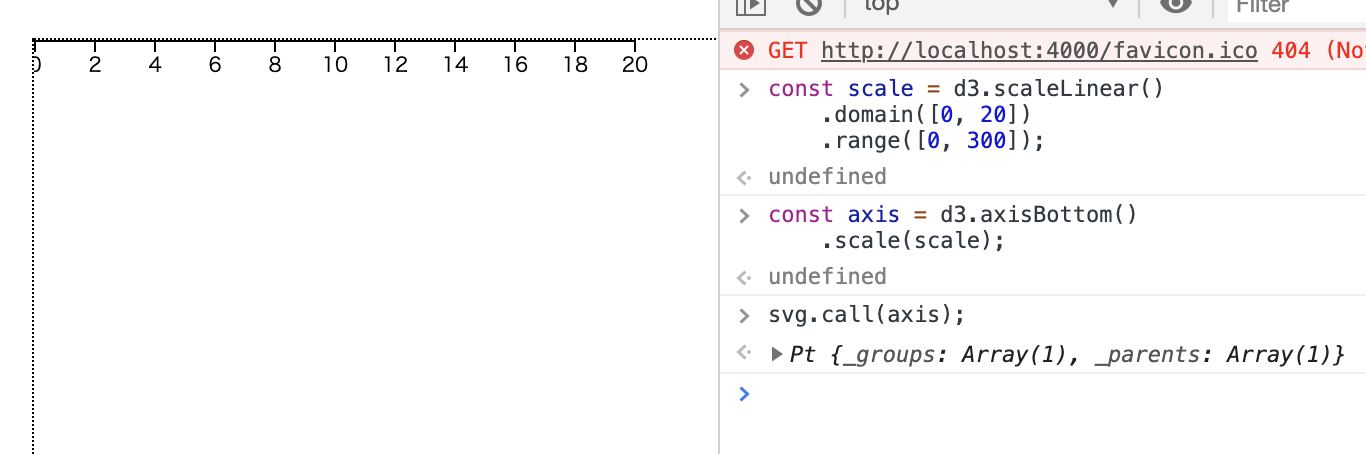 top
Filter
0 2 4 6 8 10 12 14 16 18 20
GET http://localhost:4000/favicon.ico 404 (No
const scale = d3.scaleLinear()
.domain([0, 20])
.range([0, 300]);
undefined
const axis = d3.axisBottom()
.scale(scale);
undefined
svg.call(axis);
Pt {_groups: Array(1), _parents: Array(1)}